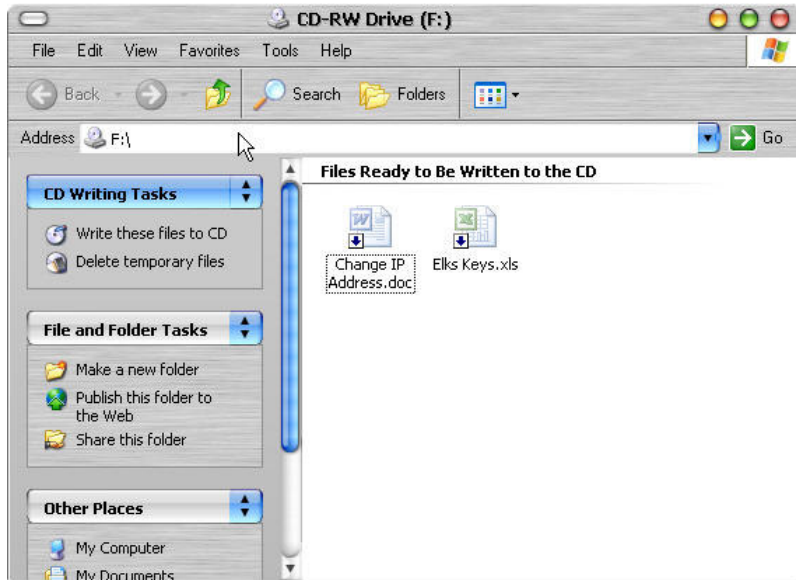 CD-RW Drive (F:)
File Edit View Favorites Tools Help
Back Search Folders
Address F:\ Go
CD Writing Tasks
Write these files to CD
Delete temporary files
File and Folder Tasks
Make a new folder
Publish this folder to
the Web
Share this folder
Other Places
My Computer
My Documents
Files Ready to Be Written to the CD
Change IP
Address.doc
Elks Keys.xls